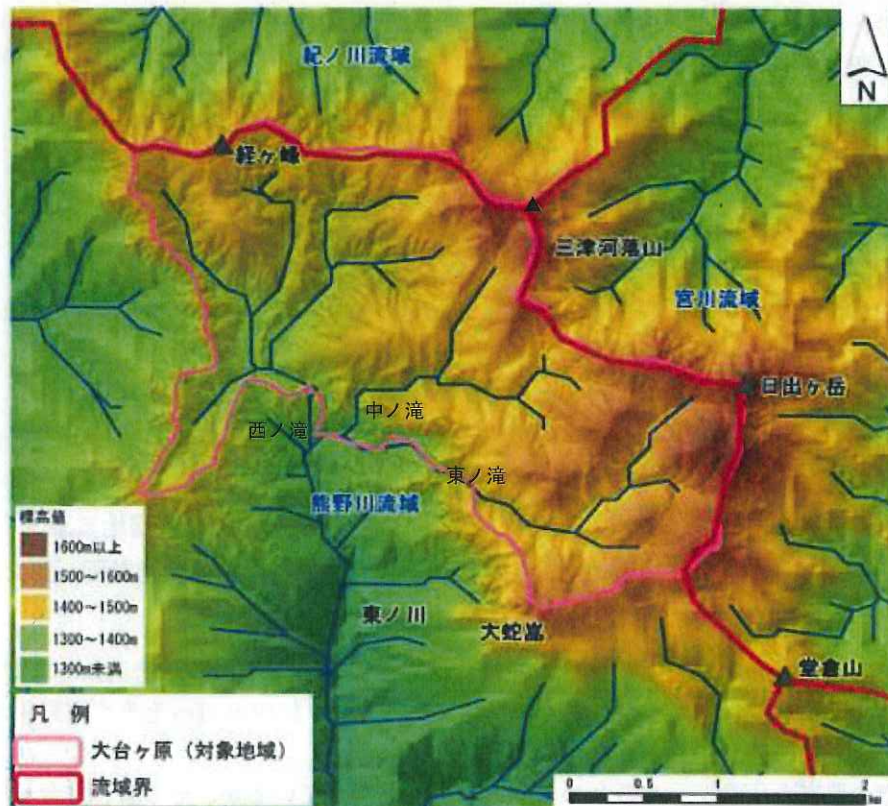 紀ノ川流域
N
経ヶ峰
三津河落山
宮川流域
日出ヶ岳
中ノ滝
西ノ滝
東ノ滝
熊野川流域
標高値
1600m以上
1500～1600m
1400～1500m
1300～1400m
1300m未満
東ノ川
大蛇嵓
堂倉山
凡 例
大台ヶ原（対象地域）
流域界
0 0.5 1 2
km